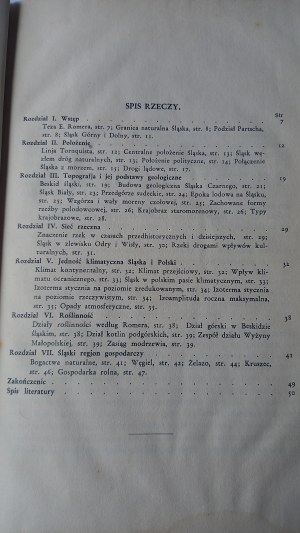 SPIS RZECZY.
Str
Rozdział I. Wstęp 7
Teza E. Romera, str. 7; Granica naturalna Śląska, str. 8; Podział Partscha,
str. 8; Śląsk Górny i Dolny, str. 11.
Rozdział II. Położenie 12
Linja Tornquista, str. 12; Centralne położenie Śląska, str. 13; Śląsk wy-
złem dróg naturalnych, str. 13; Położenie polityczne, str. 14; Połączenie
Śląska z morzem, str. 15; Drogi lądowe, str. 17.
Rozdział III. Topografja i jej podstawy geologiczne 19
Beskid śląski, str. 19; Budowa geologiczna Śląska Czarnego, str. 21;
Śląsk Biały, str. 23; Przedgórze sudeckie, str. 24; Epoka lodowa na Śląsku,
str. 23; Wzgórza i wały moreny czołowej, str. 23; Zachowane formy
rzeźby polodowcowej, str. 26; Krajobraz staromorenowy, str. 26; Typy
krajobrazowe, str. 28.
Rozdział IV. Sieć rzeczna 29
Znaczenie rzek w czasach przedhistorycznych i dzisiejszych, str. 29;
Śląsk w zlewisku Odry i Wisły, str. 30; Rzeki drogami wpływów kul-
turalnych, str. 31.
Rozdział V. Jedność klimatyczna Śląska i Polski 32
Klimat kontynentalny, str. 32; Klimat przejściowy, str. 32; Wpływ kli-
matu oceanicznego, str. 33; Śląsk w polskim pasie klimatycznym, str. 33;
Izoterma stycznia na poziomie zredukowanym, str. 34; Izoterma stycznia
na poziomie rzeczywistym, str. 34; Izoamplituda roczna maksymalna,
str. 35; Opady atmosferyczne, str. 35.
Rozdział VI. Roślinność 38
Działy roślinności według Romera, str. 38; Dział górski w Beskidzie
śląskim, str. 38; Dział kotlin podgórskich, str. 39; Zespół działu Wyżyny
Małopolskiej, str. 39; Zasiąg modrzewia, str. 39.
Rozdział VII. Śląski region gospodarczy 41
Bogactwa naturalne, str. 41; Węgiel, str. 42; Żelazo, str. 44; Kruszec,
str. 46; Gospodarka rolna, str. 47.
Zakończenie 49
Spis literatury 50